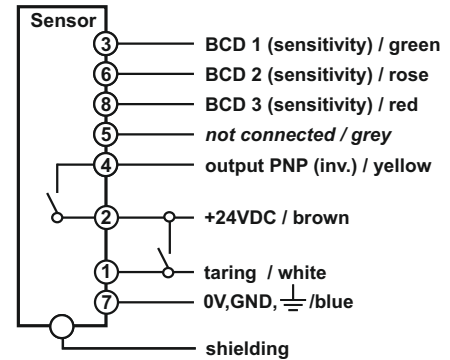 Sensor
3 BCD 1 (sensitivity) / green
6 BCD 2 (sensitivity) / rose
8 BCD 3 (sensitivity) / red
5 not connected / grey
4 output PNP (inv.) / yellow
2 +24VDC / brown
1 taring / white
7 0V,GND, /blue
shielding